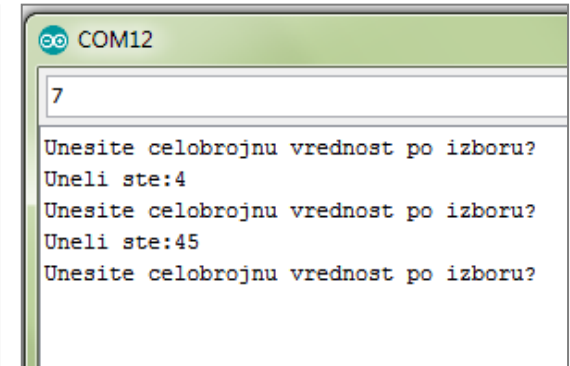 COM12
7
Unesite celobrojnu vrednost po izboru?
Uneli ste:4
Unesite celobrojnu vrednost po izboru?
Uneli ste:45
Unesite celobrojnu vrednost po izboru?